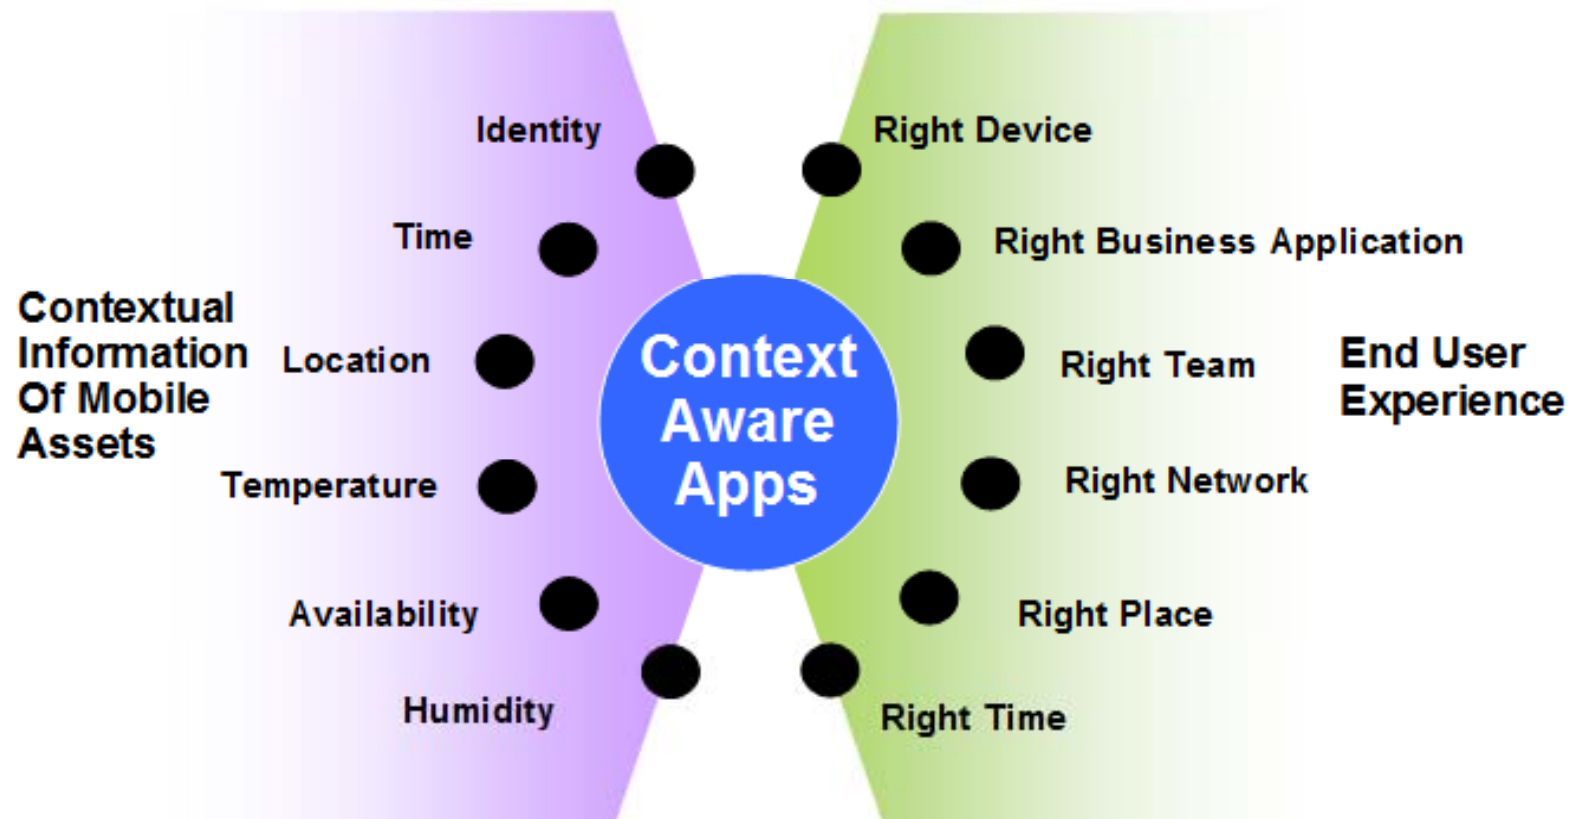 Identity
Time
Contextual
Information
Of Mobile
Assets
Location
Temperature
Availability
Humidity
Context
Aware
Apps
Right Device
Right Business Application
Right Team
Right Network
Right Place
Right Time
End User
Experience